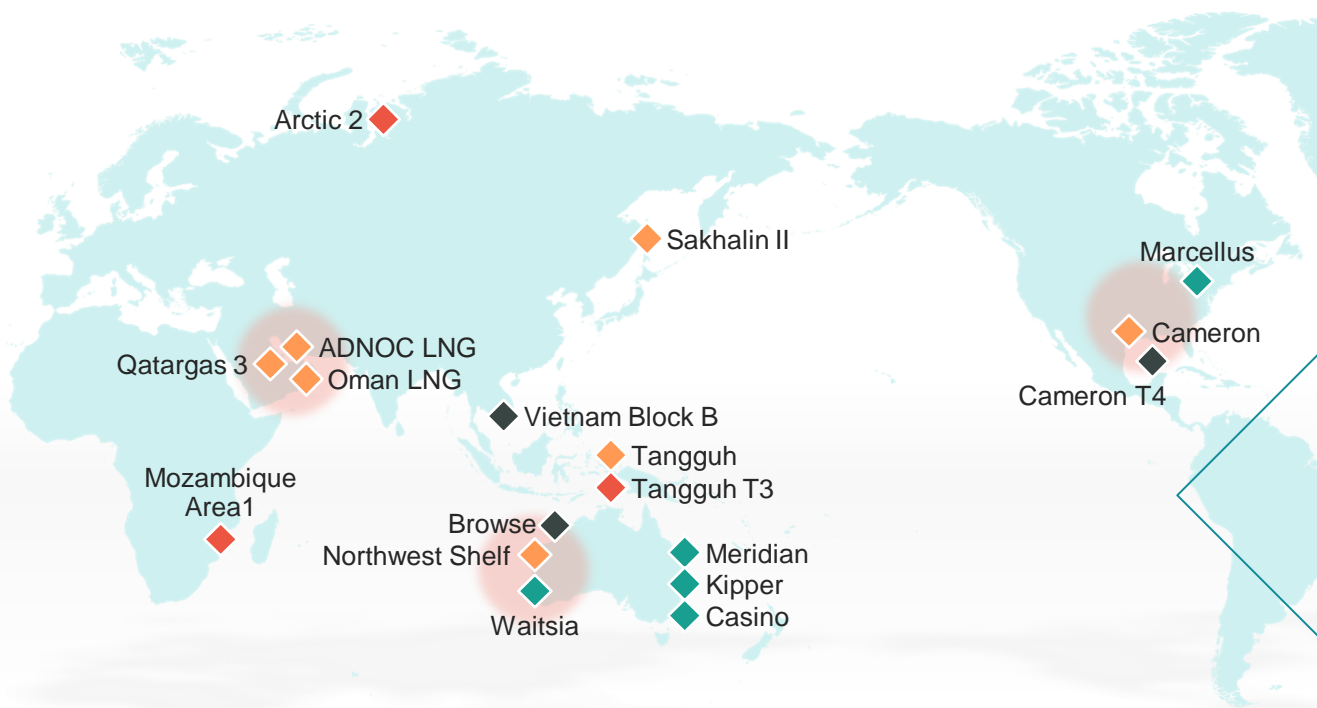 Arctic 2
Sakhalin II
Marcellus
ADNOC LNG
Cameron
Qatargas 3
Oman LNG
Cameron T4
Vietnam Block B
Tangguh
Mozambique
Area1
Tangguh T3
Browse
Northwest Shelf
Meridian
Kipper
Casino
Waitsia